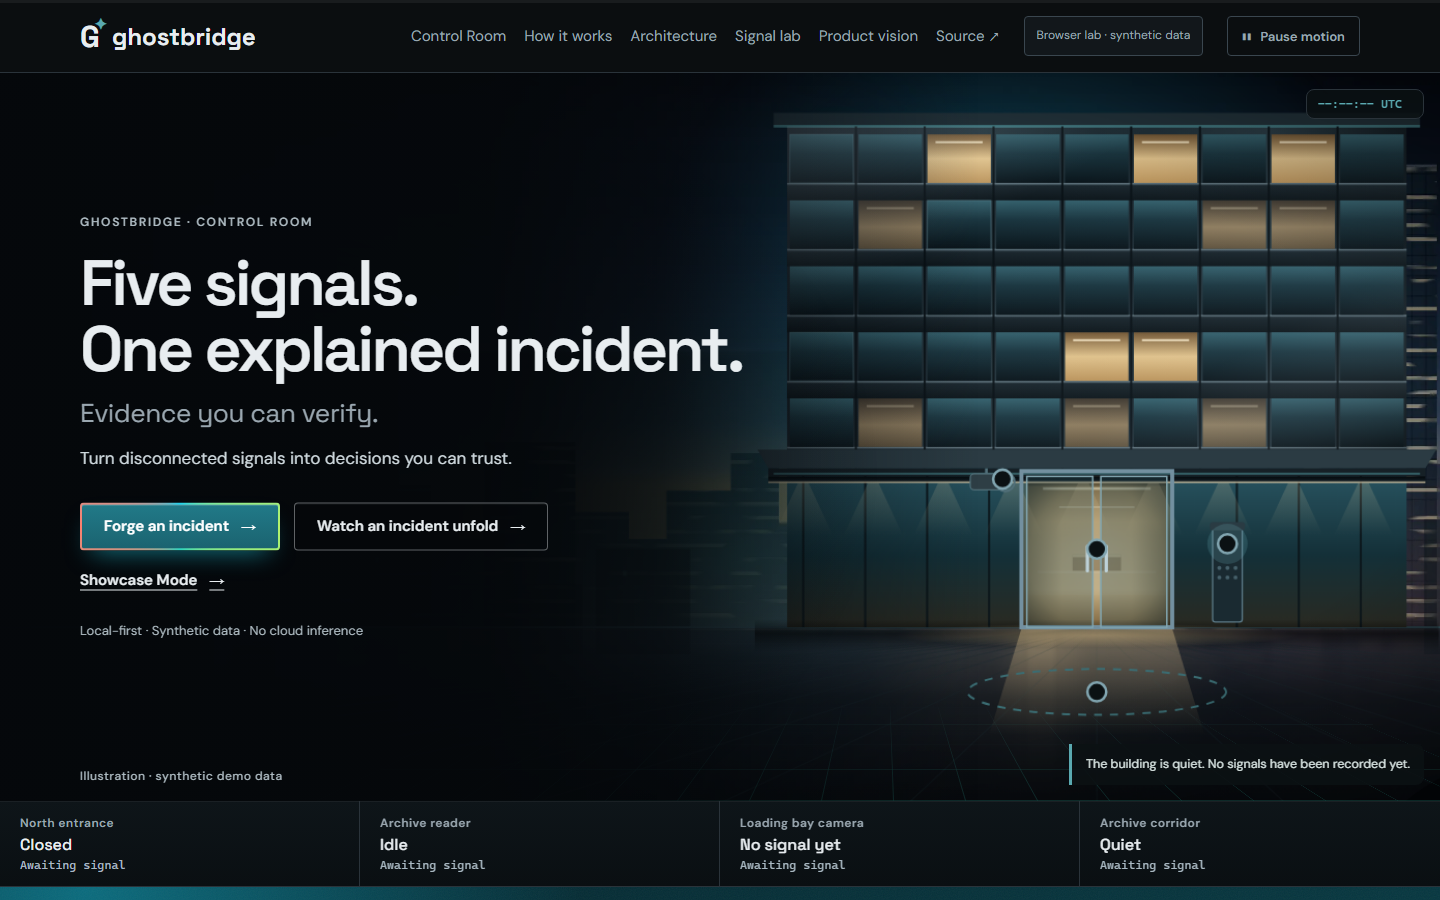 ghostbridge
Control Room
How it works
Architecture
Signal lab
Product vision
Source ↗
Browser lab · synthetic data
Pause motion
--:--:-- UTC
GHOSTBRIDGE · CONTROL ROOM
Five signals.
One explained incident.
Evidence you can verify.
Turn disconnected signals into decisions you can trust.
Forge an incident →
Watch an incident unfold →
Showcase Mode →
Local-first · Synthetic data · No cloud inference
The building is quiet. No signals have been recorded yet.
Illustration · synthetic demo data
North entrance
Closed
Awaiting signal
Archive reader
Idle
Awaiting signal
Loading bay camera
No signal yet
Awaiting signal
Archive corridor
Quiet
Awaiting signal